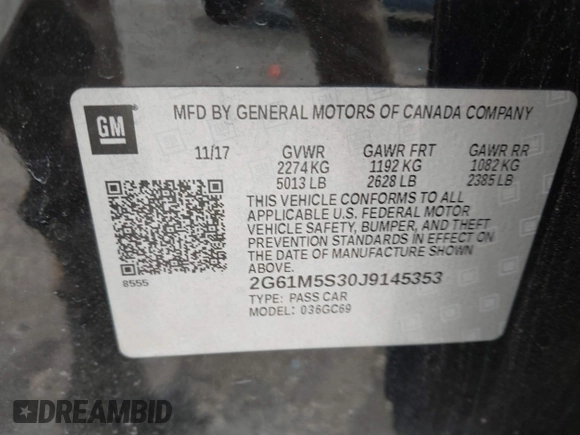 GM
MFD BY GENERAL MOTORS OF CANADA COMPANY
11/17 GVWR GAWR FRT GAWR RR
2274 KG 1192 KG 1082 KG
5013 LB 2628 LB 2385 LB
THIS VEHICLE CONFORMS TO ALL
APPLICABLE U.S. FEDERAL MOTOR
VEHICLE SAFETY, BUMPER, AND THEFT
PREVENTION STANDARDS IN EFFECT ON
THE DATE OF MANUFACTURE SHOWN
ABOVE.
8555
2G61M5S30J9145353
TYPE: PASS CAR
MODEL: 036GC69
DREAMBID